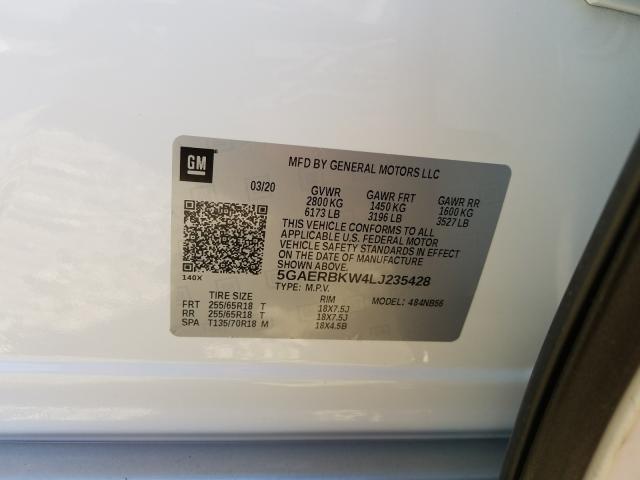 GM
MFD BY GENERAL MOTORS LLC
03/20 GVWR GAWR FRT GAWR RR
2800 KG 1450 KG 1600 KG
6173 LB 3196 LB 3527 LB
THIS VEHICLE CONFORMS TO ALL
APPLICABLE U.S. FEDERAL MOTOR
VEHICLE SAFETY STANDARDS IN EFFECT
ON THE DATE OF MANUFACTURE
SHOWN ABOVE.
140X
5GAERBKW4LJ235428
TYPE: M.P.V. MODEL: 484NB56
TIRE SIZE RIM
FRT 255/65R18 T 18X7.5J
RR 255/65R18 T 18X7.5J
SPA T135/70R18 M 18X4.5B